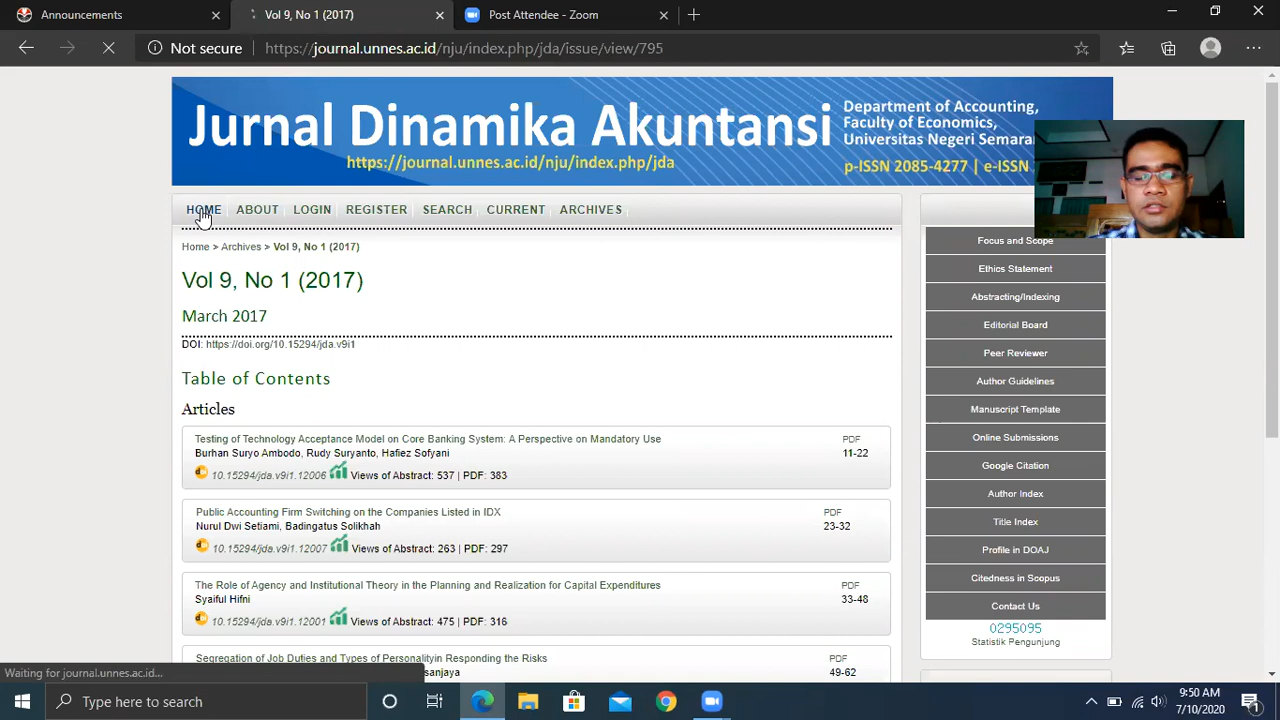 Announcements
Vol 9, No 1 (2017)
Post Attendee - Zoom
Not secure
https://journal.unnes.ac.id/nju/index.php/jda/issue/view/795
Jurnal Dinamika Akuntansi
https://journal.unnes.ac.id/nju/index.php/jda
Department of Accounting,
Faculty of Economics,
Universitas Negeri Semara
p-ISSN 2085-4277 | e-ISSN
HOME ABOUT LOGIN REGISTER SEARCH CURRENT ARCHIVES
Home > Archives > Vol 9, No 1 (2017)
Vol 9, No 1 (2017)
March 2017
DOI: https://doi.org/10.15294/jda.v9i1
Table of Contents
Articles
Testing of Technology Acceptance Model on Core Banking System: A Perspective on Mandatory Use
PDF
Burhan Suryo Ambodo, Rudy Suryanto, Hafiez Sofyani
11-22
10.15294/jda.v9i1.12006 Views of Abstract: 537 | PDF: 383
Public Accounting Firm Switching on the Companies Listed in IDX
PDF
Nurul Dwi Setiami, Badingatus Solikhah
23-32
10.15294/jda.v9i1.12007 Views of Abstract: 263 | PDF: 297
The Role of Agency and Institutional Theory in the Planning and Realization for Capital Expenditures
PDF
Syaiful Hifni
33-48
10.15294/jda.v9i1.12001 Views of Abstract: 475 | PDF: 316
Segregation of Job Duties and Types of Personalityin Responding the Risks
PDF
sanjaya
49-62
Focus and Scope
Ethics Statement
Abstracting/Indexing
Editorial Board
Peer Reviewer
Author Guidelines
Manuscript Template
Online Submissions
Google Citation
Author Index
Title Index
Profile in DOAJ
Citedness in Scopus
Contact Us
0295095
Statistik Pengunjung
Waiting for journal.unnes.ac.id...
Type here to search
9:50 AM
7/10/2020
1